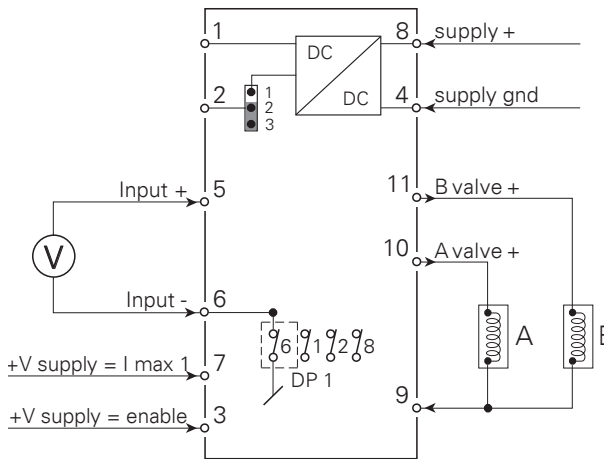 1
8
supply +
DC
DC
1
2
2
3
4
supply gnd
Input +
5
11
B valve +
V
10
A valve +
Input -
6
6
1
2
8
A
+V supply = I max 1
7
DP 1
9
+V supply = enable
3